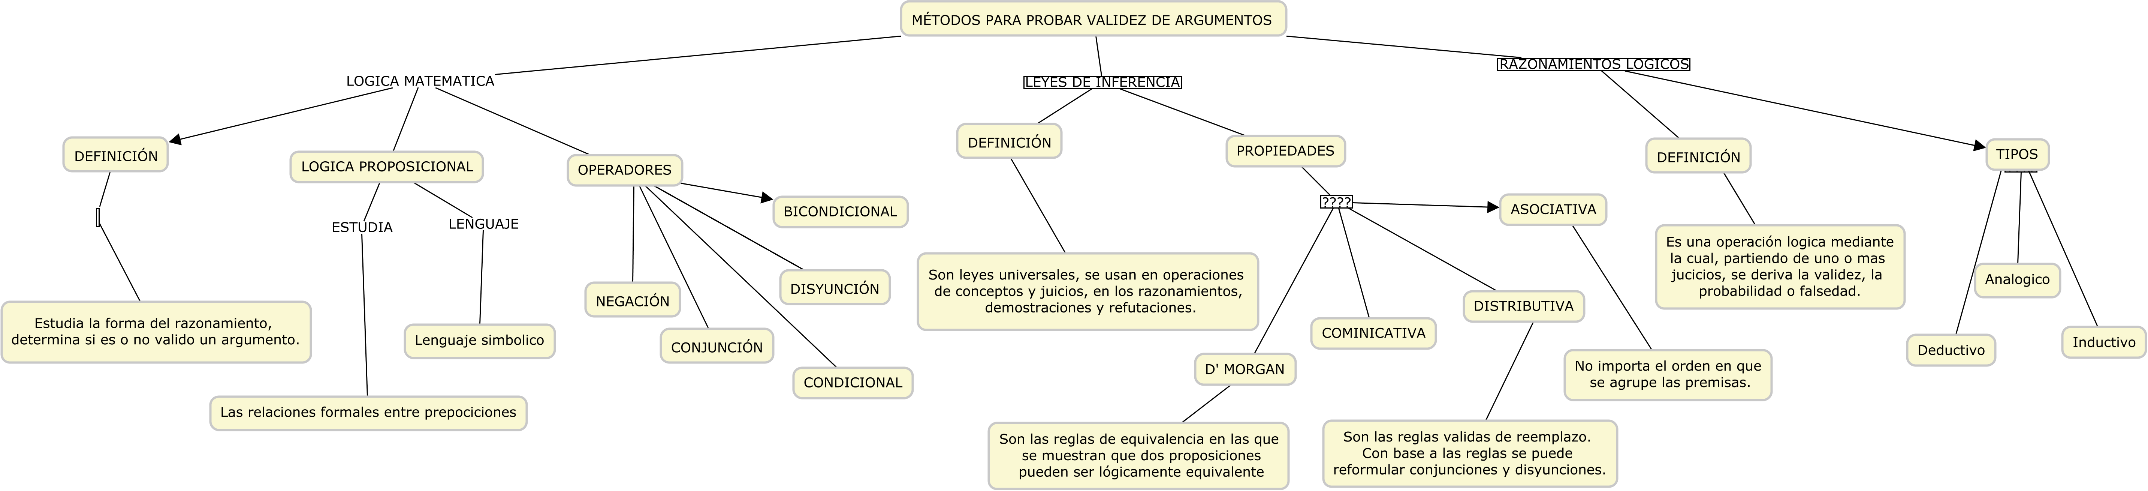 MÉTODOS PARA PROBAR VALIDEZ DE ARGUMENTOS
LOGICA MATEMATICA
LEYES DE INFERENCIA
RAZONAMIENTOS LOGICOS
DEFINICIÓN
LOGICA PROPOSICIONAL
OPERADORES
DEFINICIÓN
PROPIEDADES
DEFINICIÓN
TIPOS
ESTUDIA
LENGUAJE
BICONDICIONAL
????
ASOCIATIVA
Es una operación logica mediante
la cual, partiendo de uno o mas
jucicios, se deriva la validez, la
probabilidad o falsedad.
Son leyes universales, se usan en operaciones
de conceptos y juicios, en los razonamientos,
demostraciones y refutaciones.
Analogico
NEGACIÓN
DISYUNCIÓN
DISTRIBUTIVA
Estudia la forma del razonamiento,
determina si es o no valido un argumento.
Lenguaje simbolico
CONJUNCIÓN
COMINICATIVA
Deductivo
Inductivo
CONDICIONAL
D' MORGAN
No importa el orden en que
se agrupe las premisas.
Las relaciones formales entre prepociciones
Son las reglas de equivalencia en las que
se muestran que dos proposiciones
pueden ser lógicamente equivalente
Son las reglas validas de reemplazo.
Con base a las reglas se puede
reformular conjunciones y disyunciones.